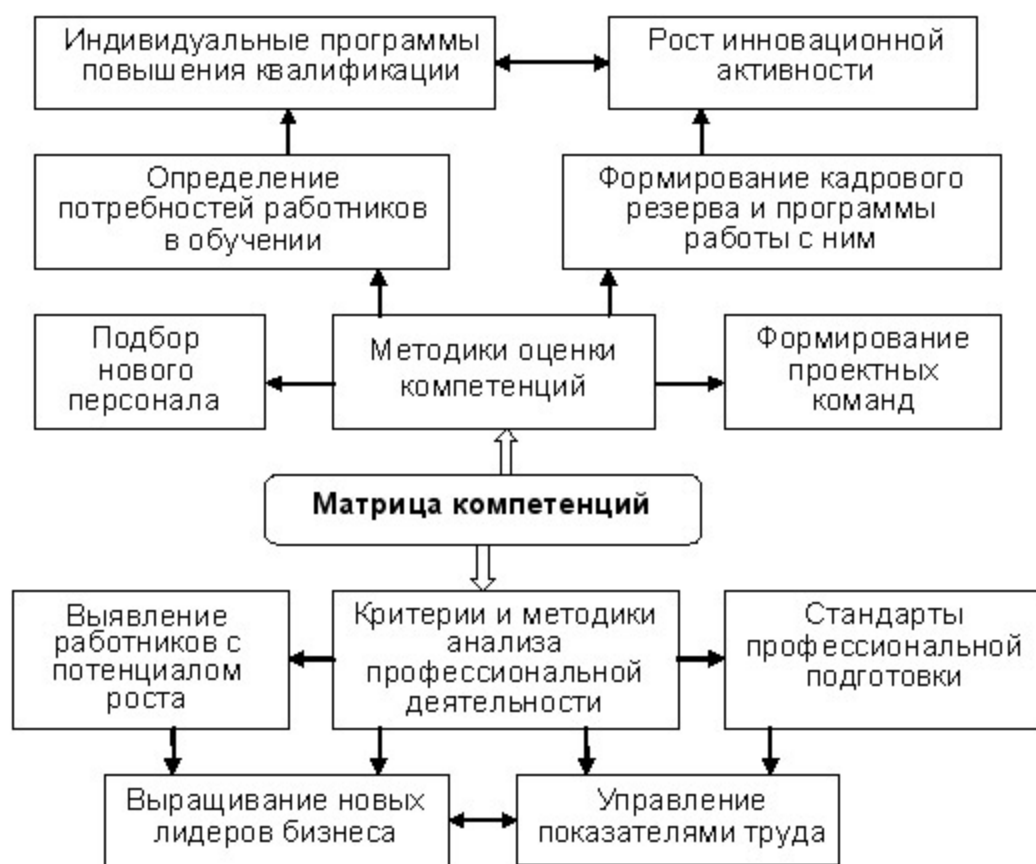 Индивидуальные программы
повышения квалификации
Рост инновационной
активности
Определение
потребностей работников
в обучении
Формирование кадрового
резерва и программы
работы с ним
Подбор
нового
персонала
Методики оценки
компетенций
Формирование
проектных
команд
Матрица компетенций
Выявление
работников с
потенциалом
роста
Критерии и методики
анализа
профессиональной
деятельности
Стандарты
профессиональной
подготовки
Выращивание новых
лидеров бизнеса
Управление
показателями труда